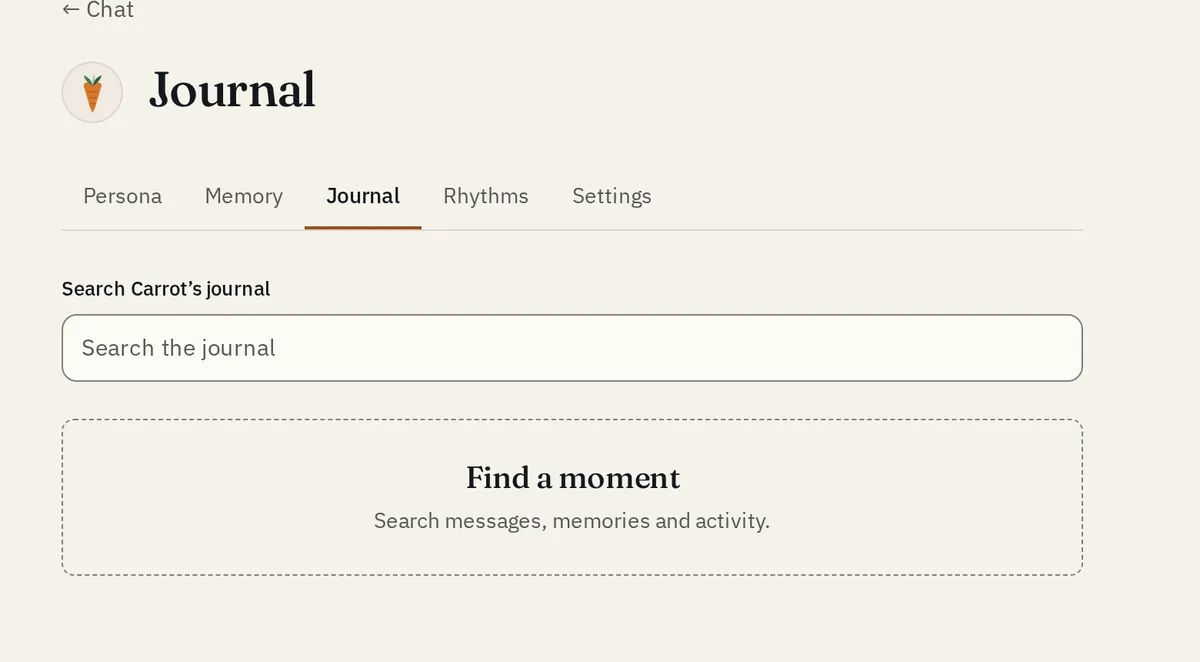 ← Chat
Journal
Persona Memory Journal Rhythms Settings
Search Carrot’s journal
Search the journal
Find a moment
Search messages, memories and activity.